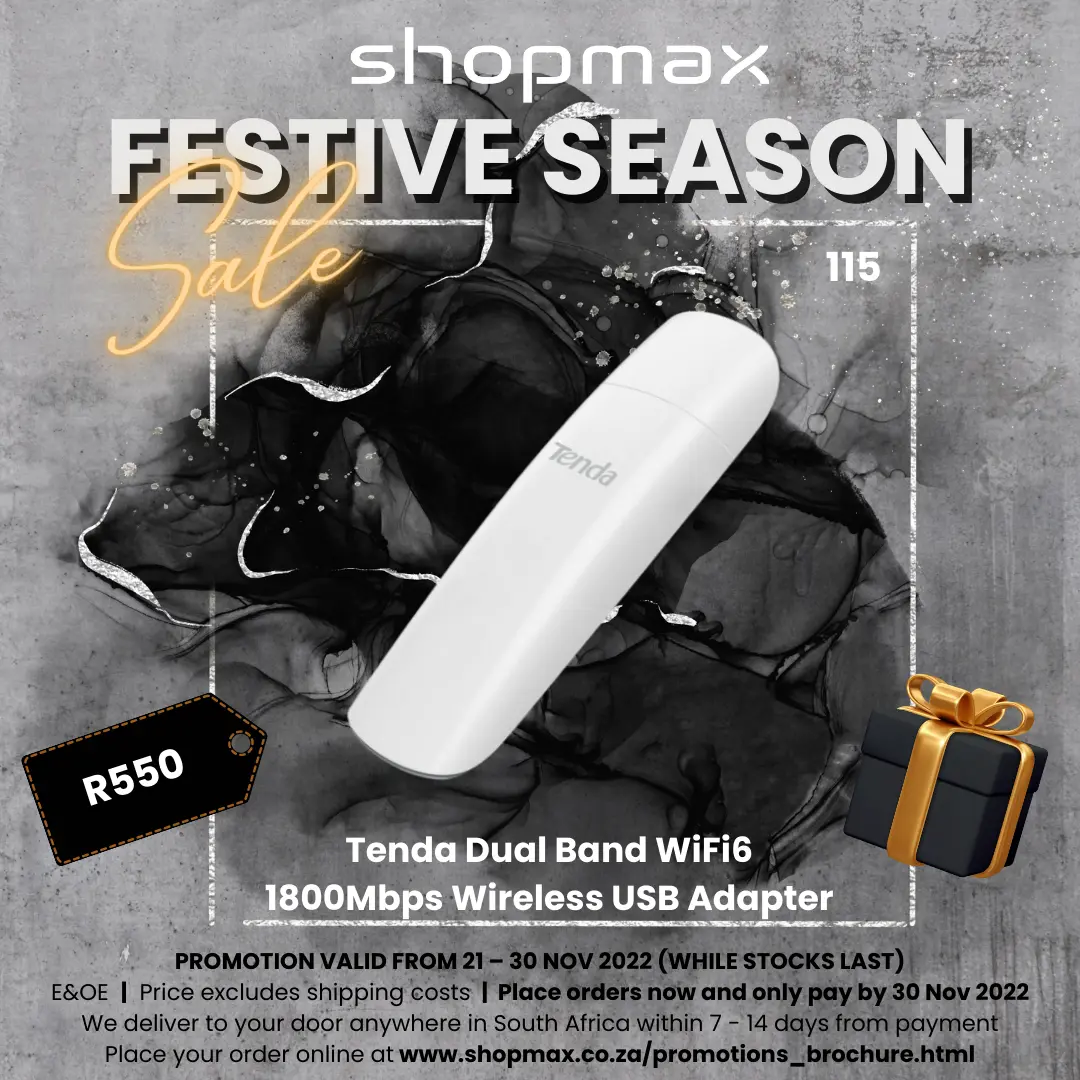 shopmax
FESTIVE SEASON
Sale
115
Tenda
R550
Tenda Dual Band WiFi6
1800Mbps Wireless USB Adapter
PROMOTION VALID FROM 21 – 30 NOV 2022 (WHILE STOCKS LAST)
E&OE | Price excludes shipping costs | Place orders now and only pay by 30 Nov 2022
We deliver to your door anywhere in South Africa within 7 - 14 days from payment
Place your order online at www.shopmax.co.za/promotions_brochure.html